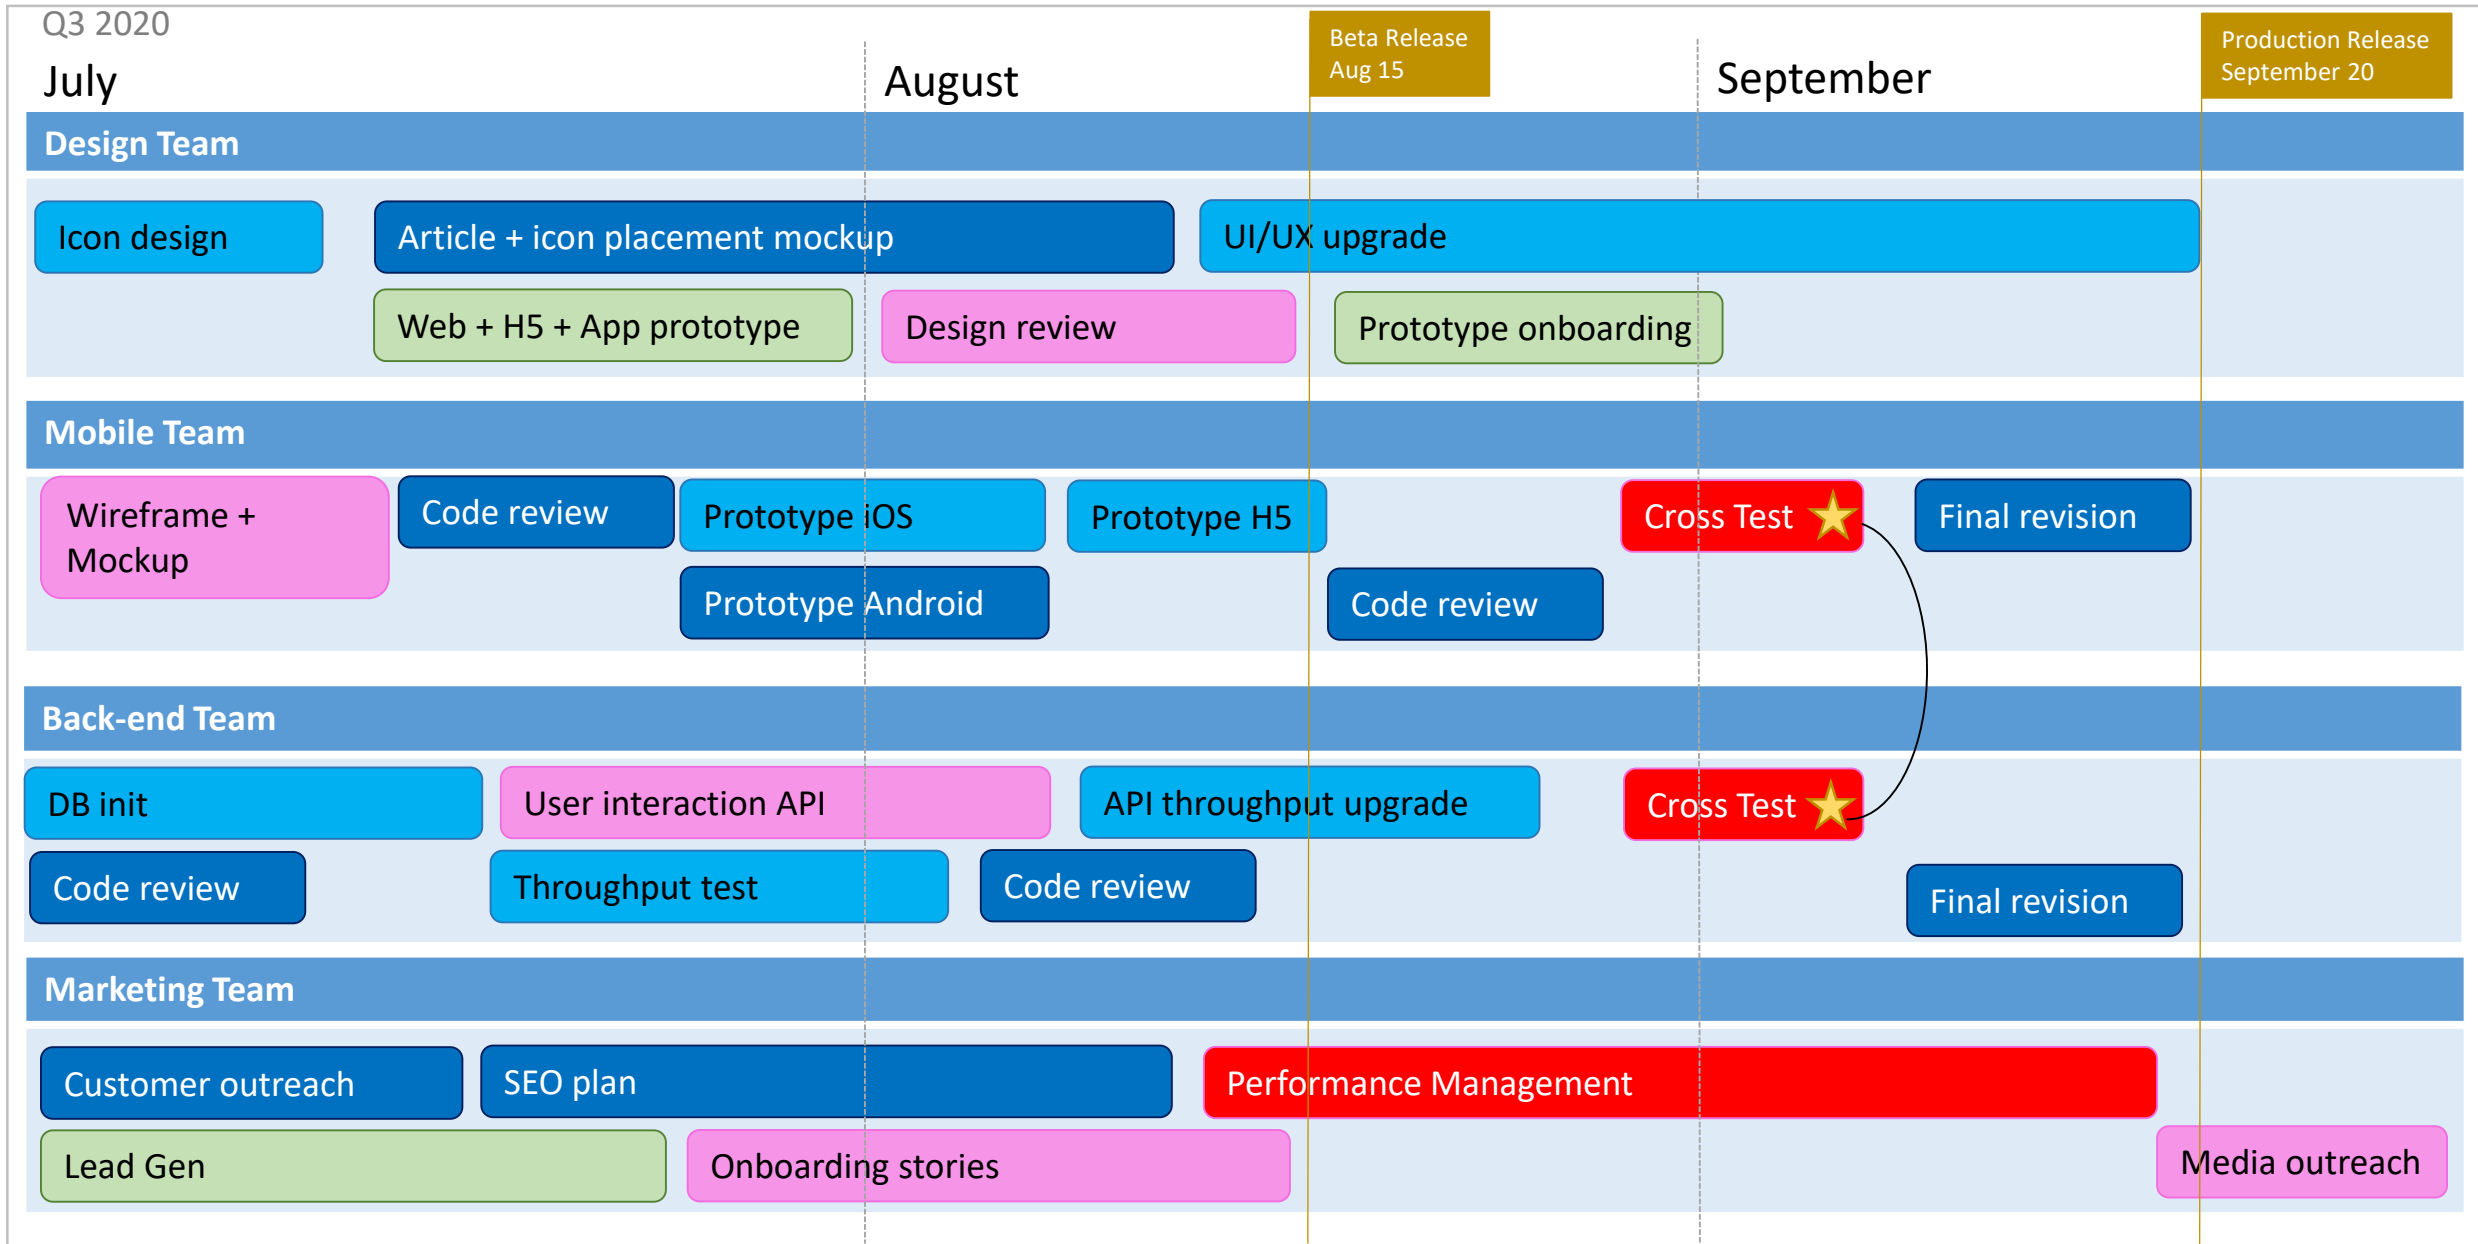 Q3 2020
July
August
Beta Release
Aug 15
September
Production Release
September 20
Design Team
Icon design
Article + icon placement mockup
UI/UX upgrade
Web + H5 + App prototype
Design review
Prototype onboarding
Mobile Team
Wireframe +
Mockup
Code review
Prototype iOS
Prototype H5
Cross Test
Final revision
Prototype Android
Code review
Back-end Team
DB init
User interaction API
API throughput upgrade
Cross Test
Code review
Throughput test
Code review
Final revision
Marketing Team
Customer outreach
SEO plan
Performance Management
Lead Gen
Onboarding stories
Media outreach